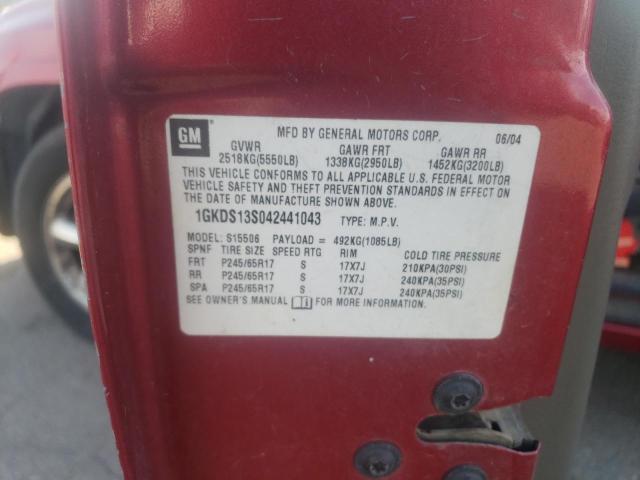 GM
MFD BY GENERAL MOTORS CORP. 06/04
GVWR GAWR FRT GAWR RR
2518KG(5550LB) 1338KG(2950LB) 1452KG(3200LB)
THIS VEHICLE CONFORMS TO ALL APPLICABLE U.S. FEDERAL MOTOR
VEHICLE SAFETY AND THEFT PREVENTION STANDARDS IN EFFECT ON
THE DATE OF MANUFACTURE SHOWN ABOVE.
1GKDS13S042441043 TYPE: M.P.V.
MODEL: S15506 PAYLOAD = 492KG(1085LB)
SPNF TIRE SIZE SPEED RTG RIM COLD TIRE PRESSURE
FRT P245/65R17 S 17X7J 210KPA(30PSI)
RR P245/65R17 S 17X7J 240KPA(35PSI)
SPA P245/65R17 S 17X7J 240KPA(35PSI)
SEE OWNER'S MANUAL FOR MORE INFORMATION.